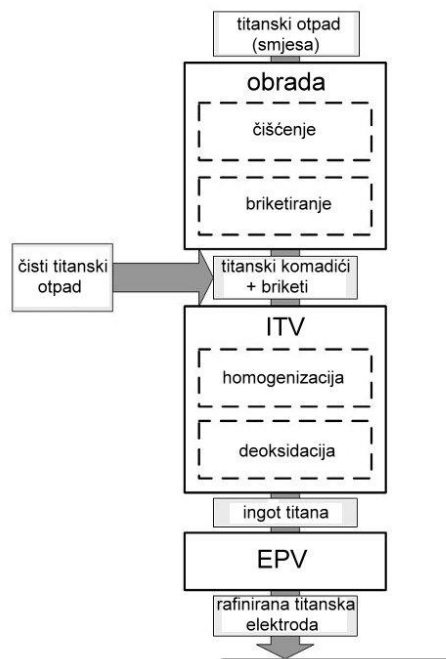 titanski otpad
(smjesa)
obrada
čišćenje
briketiranje
čisti titanski
otpad
titanski komadići
+ briketi
ITV
homogenizacija
deoksidacija
ingot titana
EPV
rafinirana titanska
elektroda